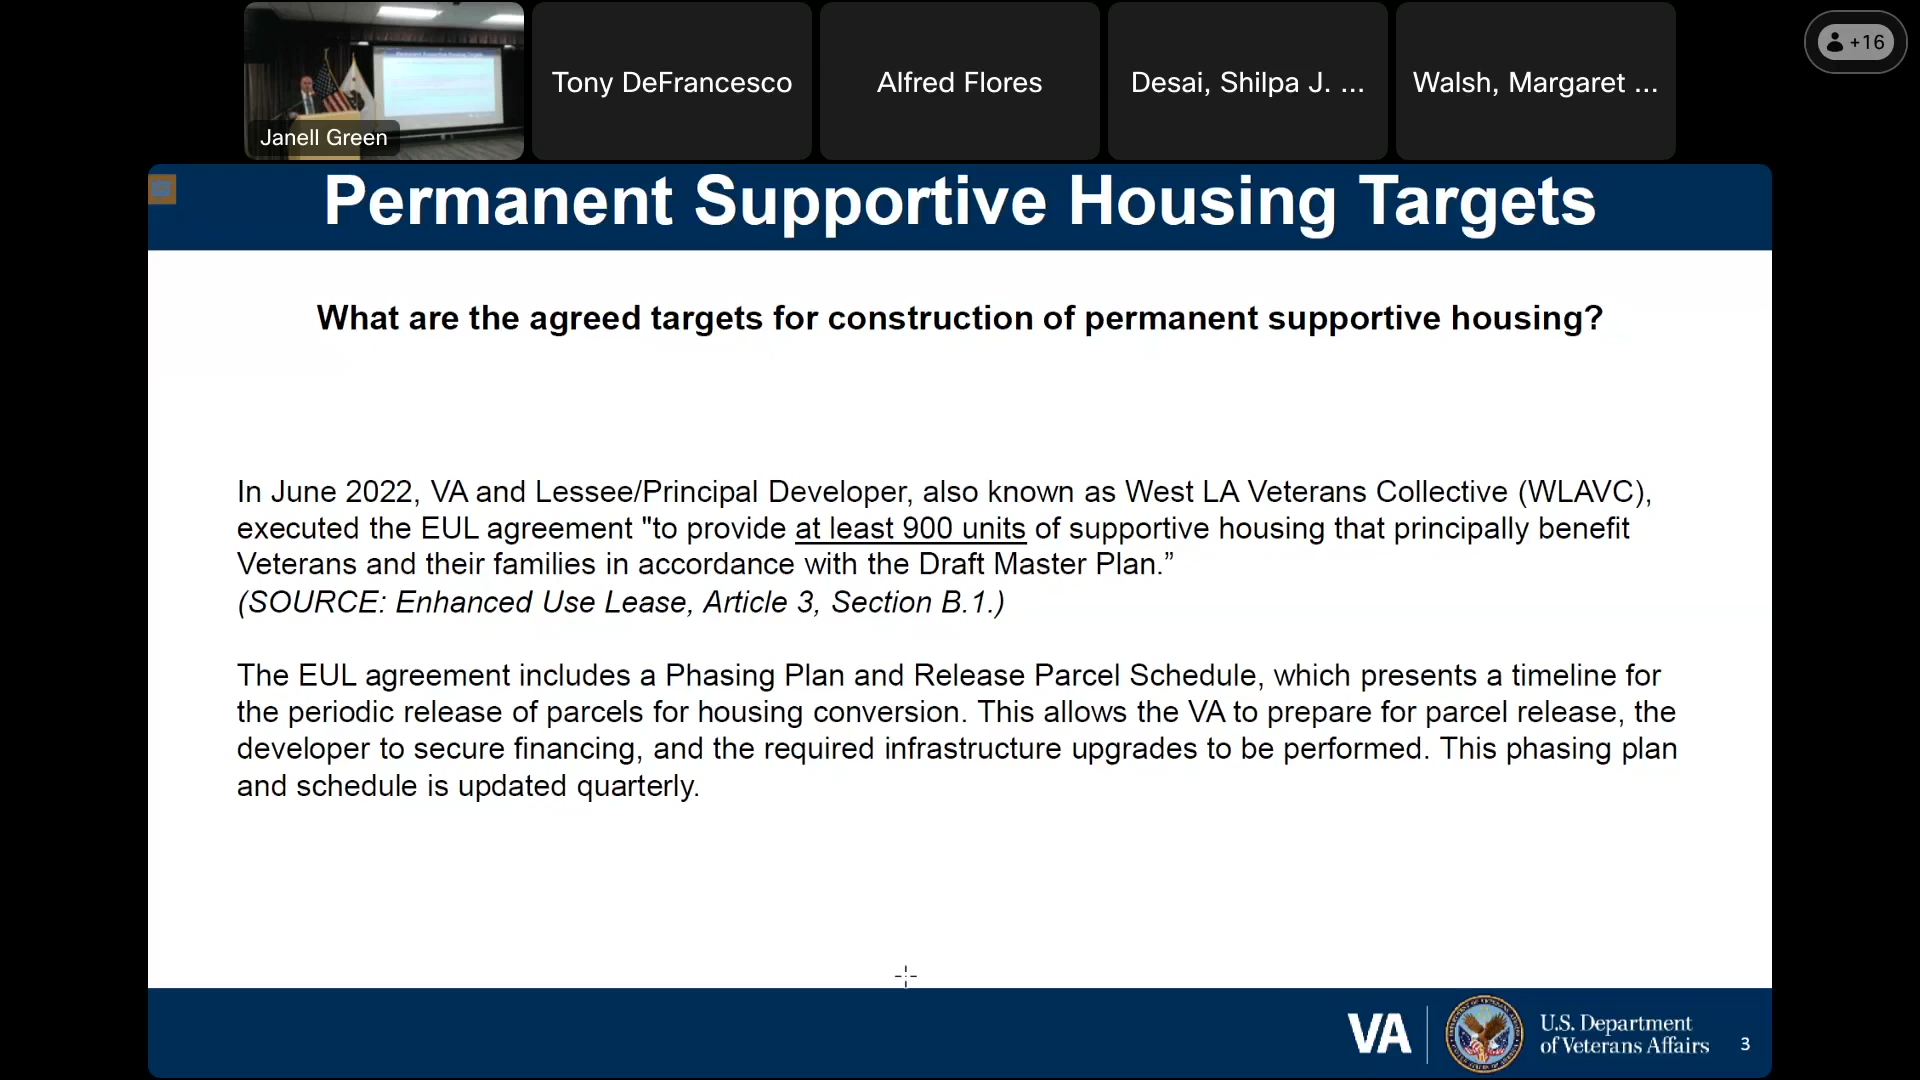 Janell Green
Tony DeFrancesco
Alfred Flores
Desai, Shilpa J. ...
Walsh, Margaret ...
+16
Permanent Supportive Housing Targets
What are the agreed targets for construction of permanent supportive housing?
In June 2022, VA and Lessee/Principal Developer, also known as West LA Veterans Collective (WLAVC),
executed the EUL agreement "to provide at least 900 units of supportive housing that principally benefit
Veterans and their families in accordance with the Draft Master Plan.”
(SOURCE: Enhanced Use Lease, Article 3, Section B.1.)
The EUL agreement includes a Phasing Plan and Release Parcel Schedule, which presents a timeline for
the periodic release of parcels for housing conversion. This allows the VA to prepare for parcel release, the
developer to secure financing, and the required infrastructure upgrades to be performed. This phasing plan
and schedule is updated quarterly.
VA
U.S. Department
of Veterans Affairs
3